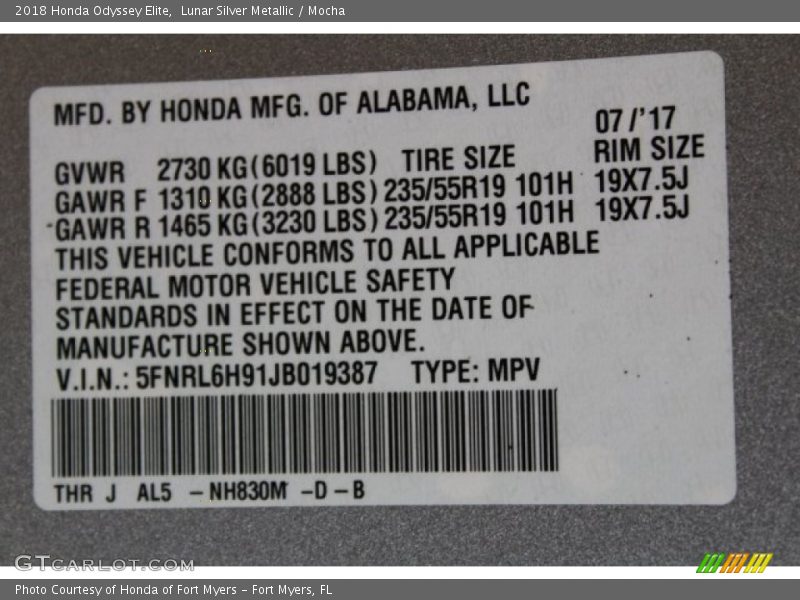 2018 Honda Odyssey Elite,  Lunar Silver Metallic / Mocha
MFD. BY HONDA MFG. OF ALABAMA, LLC
07/'17
GVWR 2730 KG(6019 LBS) TIRE SIZE RIM SIZE
GAWR F 1310 KG(2888 LBS) 235/55R19 101H 19X7.5J
GAWR R 1465 KG(3230 LBS) 235/55R19 101H 19X7.5J
THIS VEHICLE CONFORMS TO ALL APPLICABLE
FEDERAL MOTOR VEHICLE SAFETY
STANDARDS IN EFFECT ON THE DATE OF
MANUFACTURE SHOWN ABOVE.
V.I.N.: 5FNRL6H91JB019387 TYPE: MPV
THR J AL5 -NH830M -D-B
GTCARLOT.COM
Photo Courtesy of Honda of Fort Myers - Fort Myers, FL